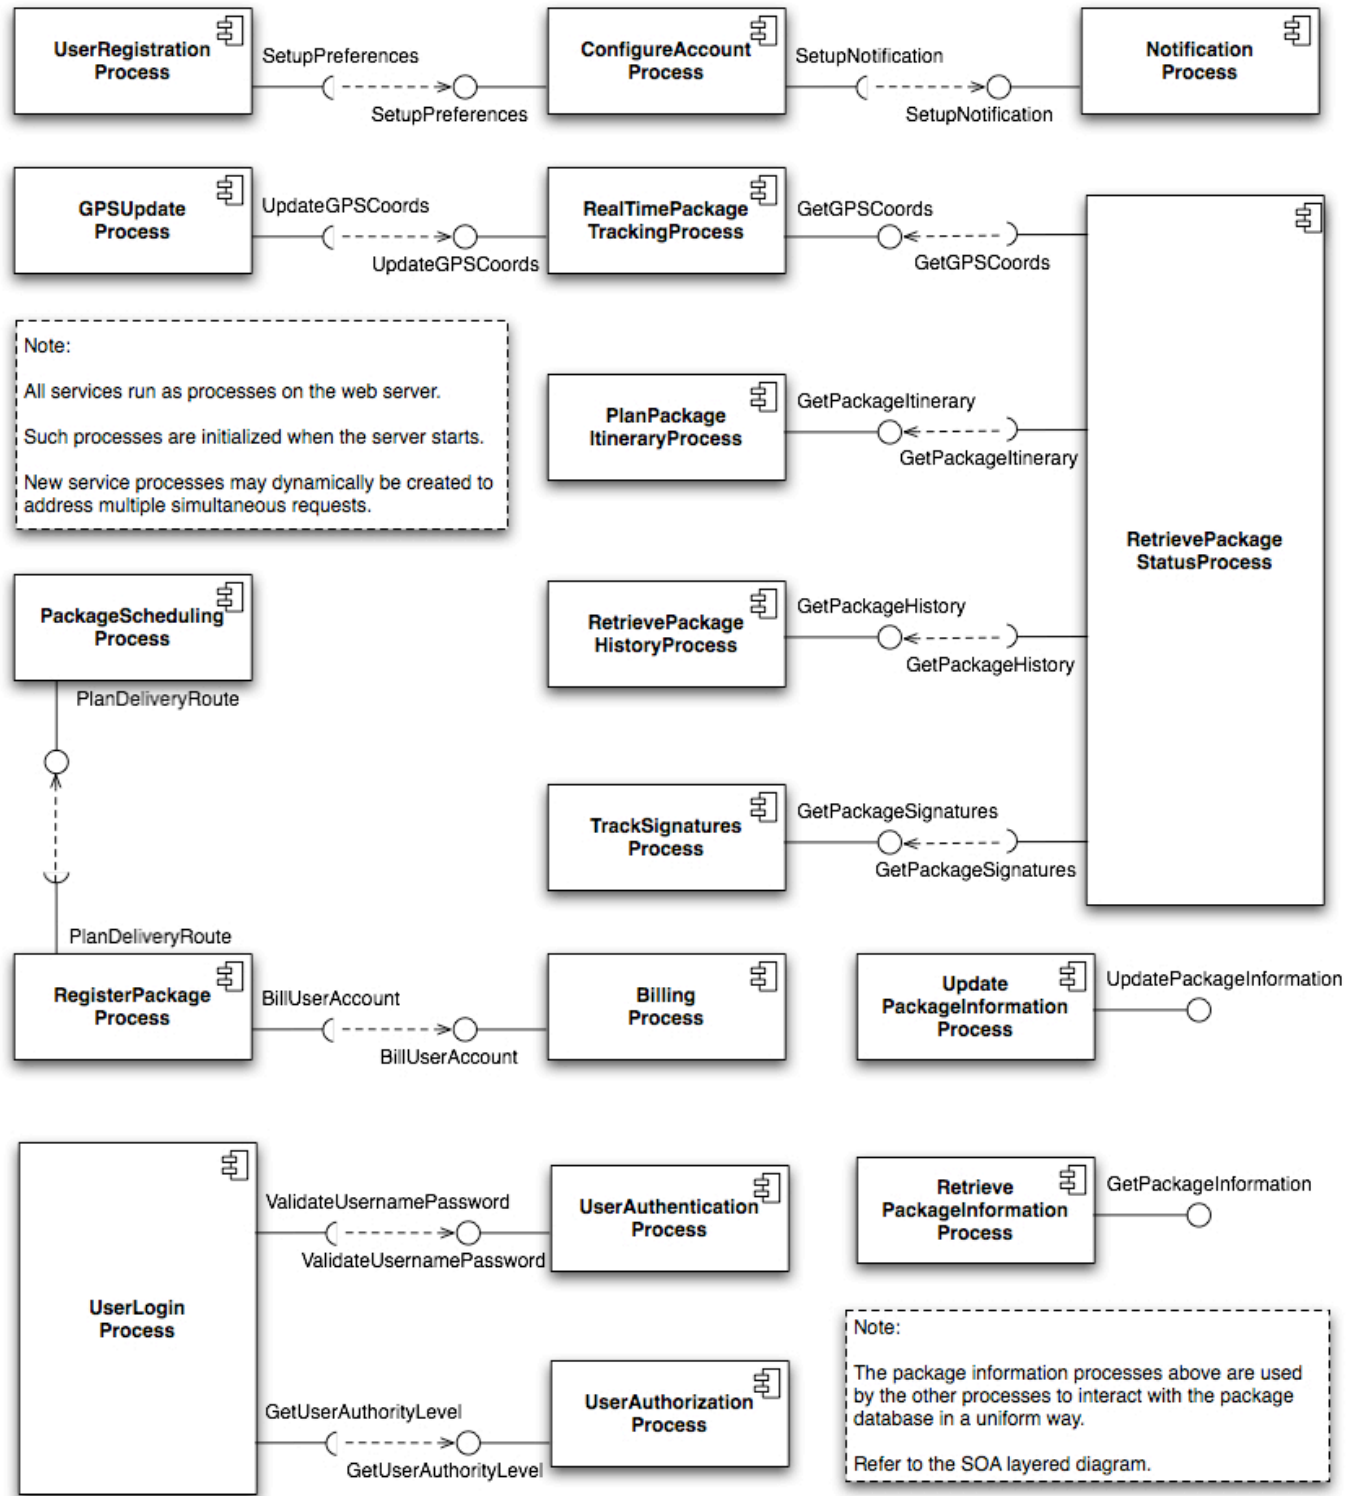 UserRegistration
Process
SetupPreferences
SetupPreferences
ConfigureAccount
Process
SetupNotification
SetupNotification
Notification
Process
GPSUpdate
Process
UpdateGPSCoords
UpdateGPSCoords
RealTimePackage
TrackingProcess
GetGPSCoords
GetGPSCoords
Note:
All services run as processes on the web server.
Such processes are initialized when the server starts.
New service processes may dynamically be created to
address multiple simultaneous requests.
PlanPackage
ItineraryProcess
GetPackageItinerary
GetPackageItinerary
RetrievePackage
StatusProcess
PackageScheduling
Process
PlanDeliveryRoute
RetrievePackage
HistoryProcess
GetPackageHistory
GetPackageHistory
TrackSignatures
Process
GetPackageSignatures
GetPackageSignatures
PlanDeliveryRoute
RegisterPackage
Process
BillUserAccount
BillUserAccount
Billing
Process
Update
PackageInformation
Process
UpdatePackageInformation
UserLogin
Process
ValidateUsernamePassword
ValidateUsernamePassword
UserAuthentication
Process
Retrieve
PackageInformation
Process
GetPackageInformation
GetUserAuthorityLevel
GetUserAuthorityLevel
UserAuthorization
Process
Note:
The package information processes above are used
by the other processes to interact with the package
database in a uniform way.
Refer to the SOA layered diagram.